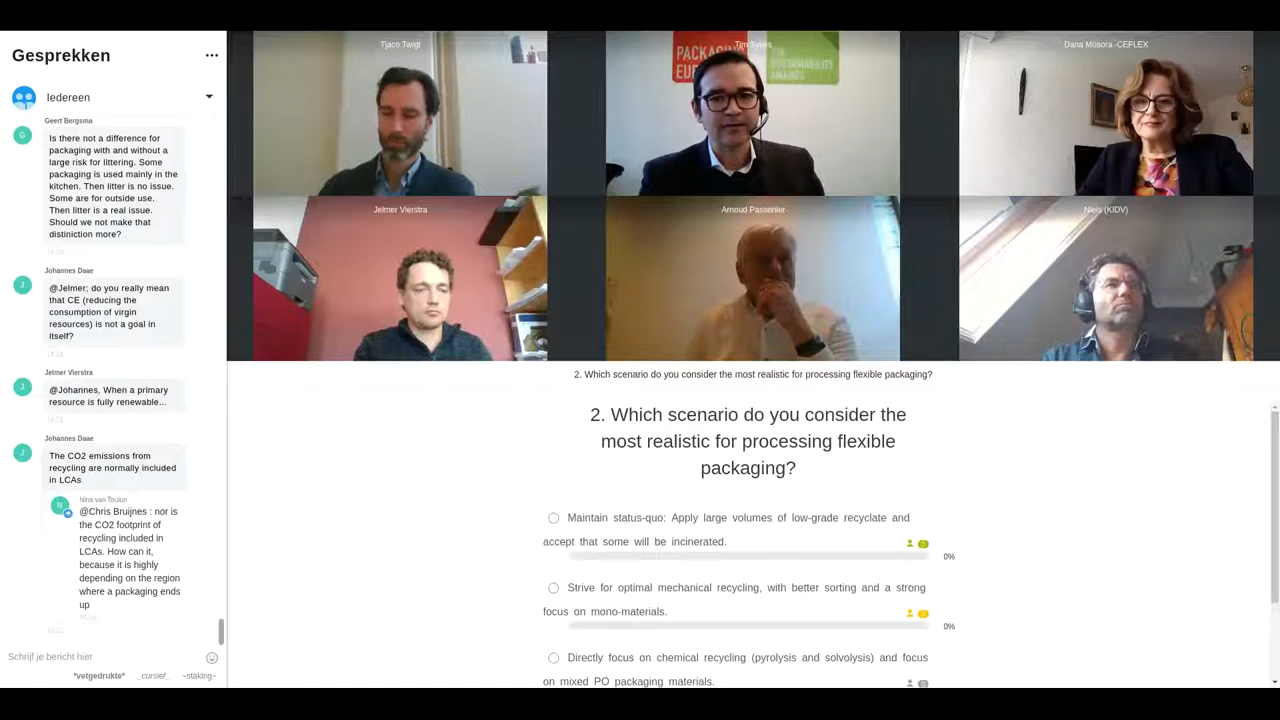 Gesprekken
Iedereen
Geert Bergsma
G
Is there not a difference for
packaging with and without a
large risk for littering. Some
packaging is used mainly in the
kitchen. Then litter is no issue.
Some are for outside use.
Then litter is a real issue.
Should we not make that
distiniction more?
Johannes Daae
J
@Jelmer; do you really mean
that CE (reducing the
consumption of virgin
resources) is not a goal in
itself?
Jelmer Vierstra
J
@Johannes, When a primary
resource is fully renewable...
Johannes Daae
J
The CO2 emissions from
recycling are normally included
in LCAs
Nina van Toulon
N
@Chris Bruijnes : nor is
the CO2 footprint of
recycling included in
LCAs. How can it,
because it is highly
depending on the region
where a packaging ends
up
Schrijf je bericht hier
*vetgedrukte* _cursief_ ~staking~
Tjaco Twigt
Tim Sykes
Dana Mosora -CEFLEX
PACKAGING
SUSTAINABILITY
AWARDS
Jelmer Vierstra
Arnoud Passenier
Niels (KIDV)
2. Which scenario do you consider the most realistic for processing flexible packaging?
2. Which scenario do you consider the
most realistic for processing flexible
packaging?
Maintain status-quo: Apply large volumes of low-grade recyclate and
accept that some will be incinerated.
0
0%
Strive for optimal mechanical recycling, with better sorting and a strong
focus on mono-materials.
0%
Directly focus on chemical recycling (pyrolysis and solvolysis) and focus
on mixed PO packaging materials.
0